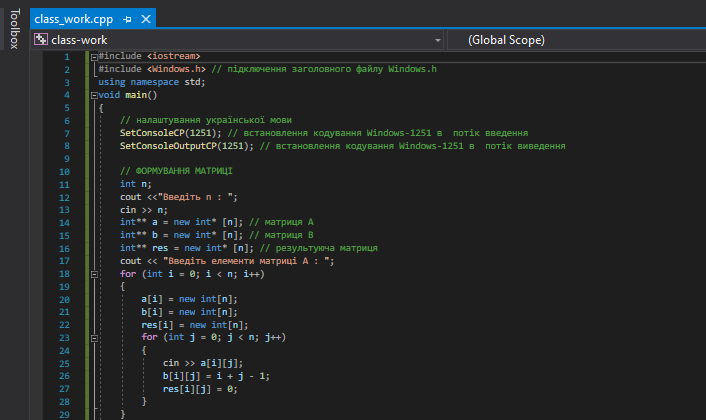 Toolbox
class_work.cpp
class-work
(Global Scope)
1 #include <iostream>
2 #include <Windows.h> // підключення заголовного файлу Windows.h
3 using namespace std;
4 void main()
5 {
6 // налаштування української мови
7 SetConsoleCP(1251); // встановлення кодування Windows-1251 в  потік введення
8 SetConsoleOutputCP(1251); // встановлення кодування Windows-1251 в  потік виведення
9
10 // ФОРМУВАННЯ МАТРИЦІ
11 int n;
12 cout <<"Введіть n : ";
13 cin >> n;
14 int** a = new int* [n]; // матриця A
15 int** b = new int* [n]; // матриця B
16 int** res = new int* [n]; // результуюча матриця
17 cout << "Введіть елементи матриці A : ";
18 for (int i = 0; i < n; i++)
19 {
20 a[i] = new int[n];
21 b[i] = new int[n];
22 res[i] = new int[n];
23 for (int j = 0; j < n; j++)
24 {
25 cin >> a[i][j];
26 b[i][j] = i + j - 1;
27 res[i][j] = 0;
28 }
29 }